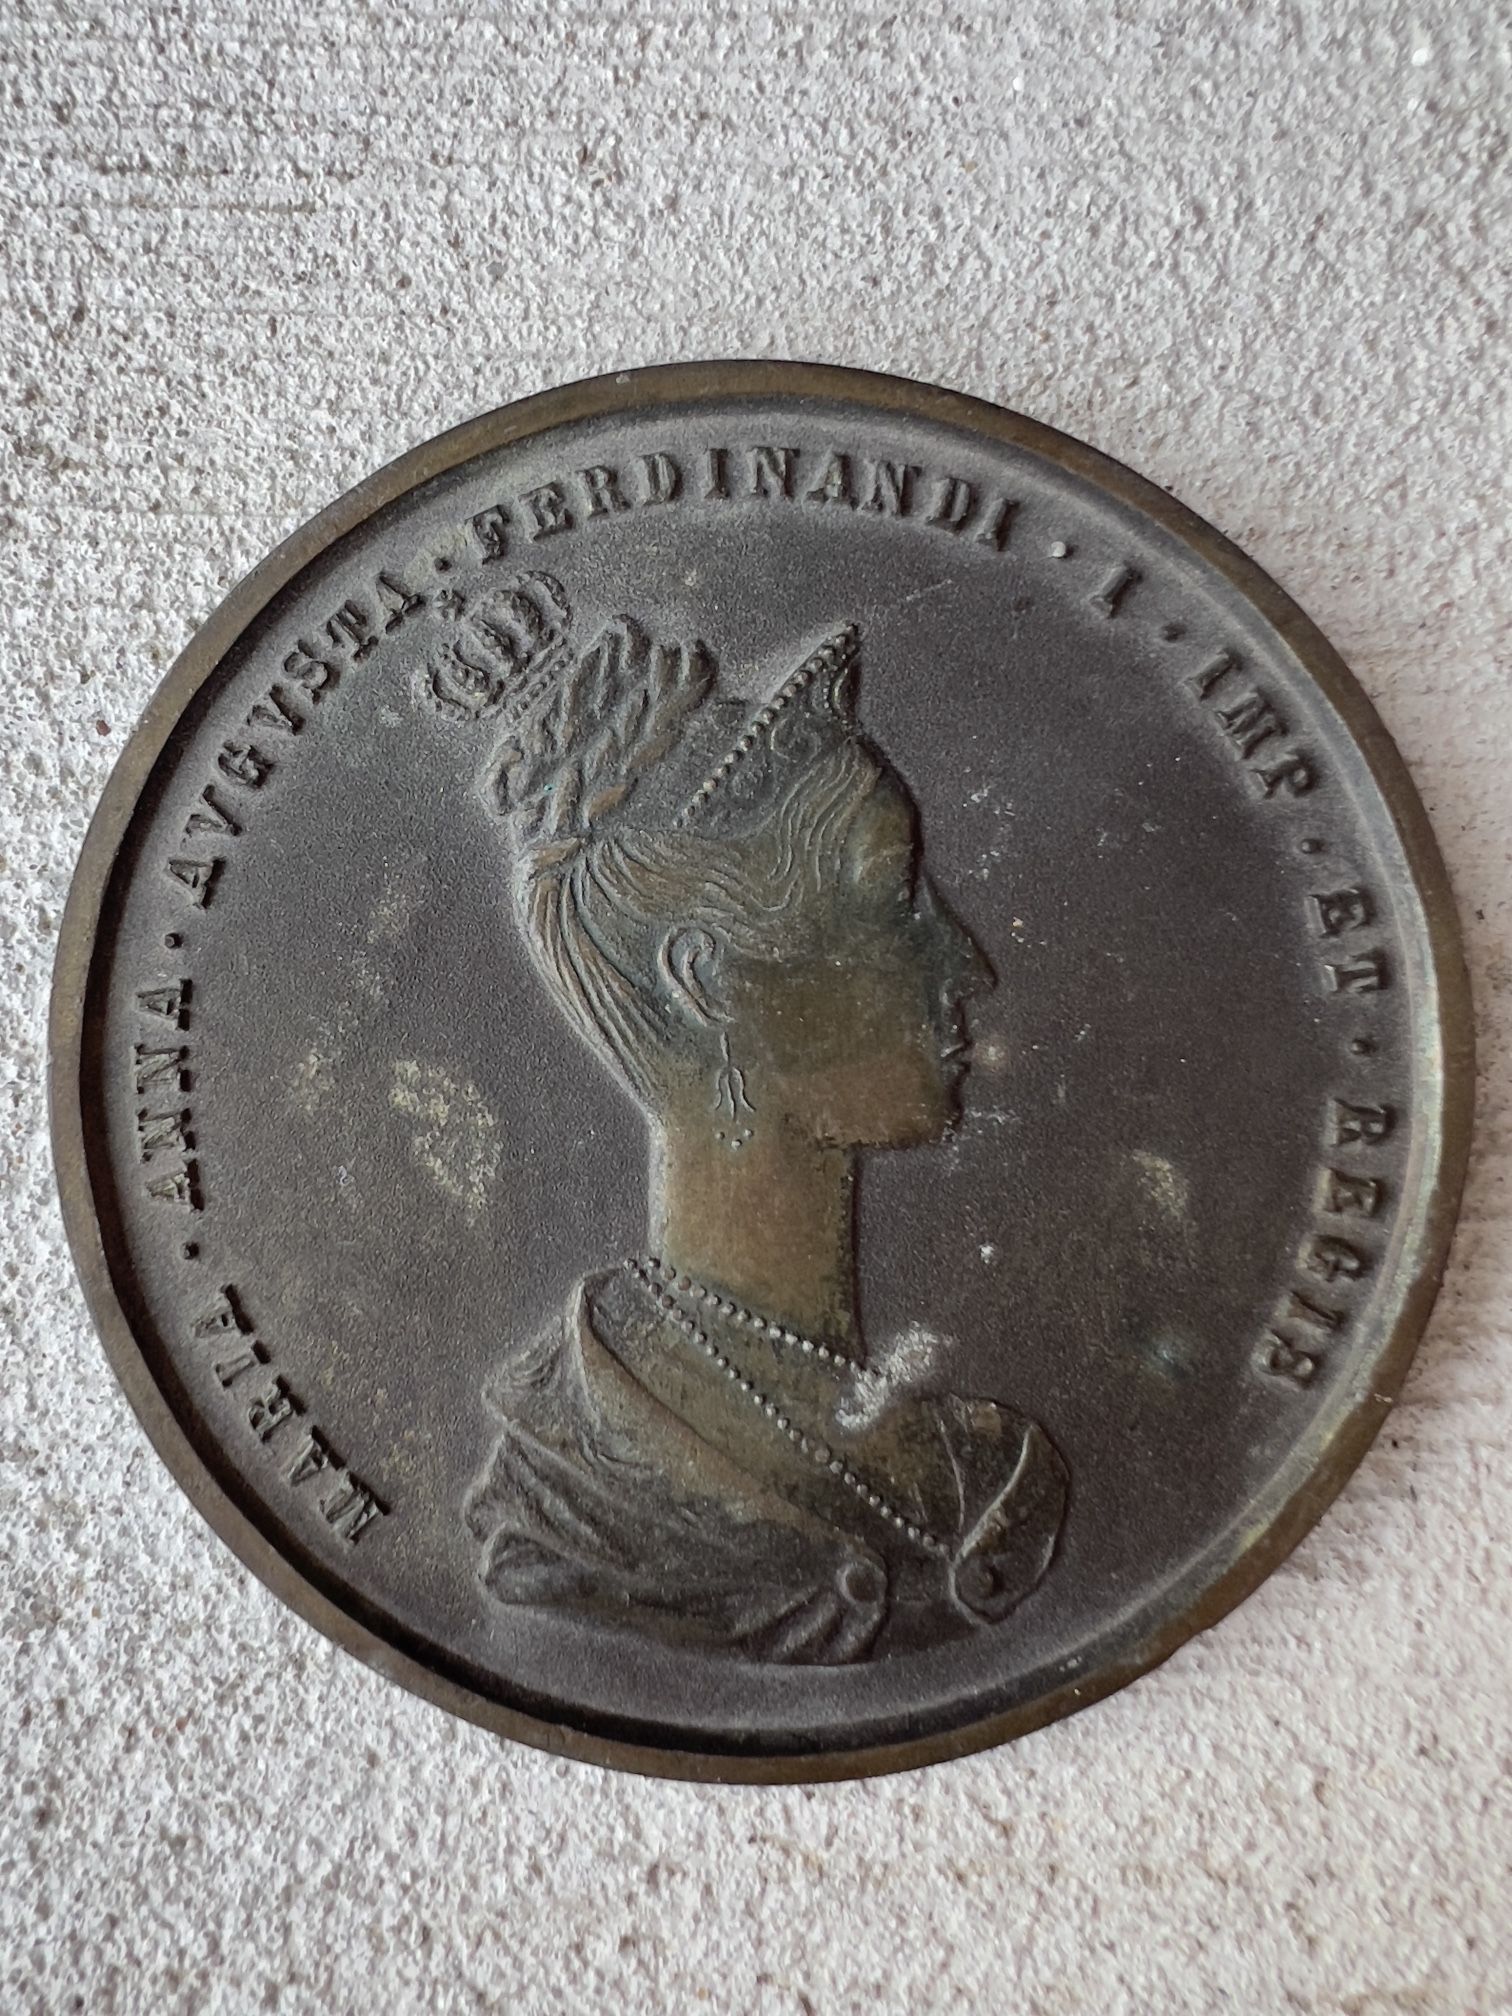 MARIA · ANNA · AVGVSTA · FERDINANDI · I · IMP · ET · REGIS